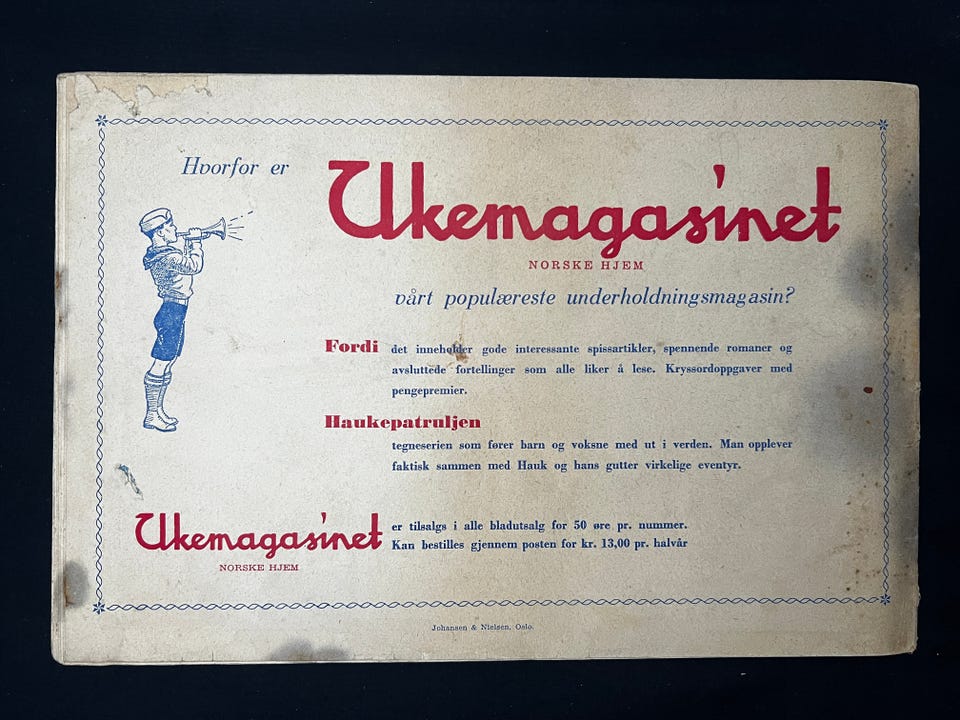 Hvorfor er
Ukemagasinet
NORSKE HJEM
vårt populæreste underholdningsmagasin?
Fordi det inneholder gode interessante spissartikler, spennende romaner og
avsluttede fortellinger som alle liker å lese. Kryssordoppgaver med
pengepremier.
Haukepatruljen
tegneserien som fører barn og voksne med ut i verden. Man opplever
faktisk sammen med Hauk og hans gutter virkelige eventyr.
Ukemagasinet er tilsalgs i alle bladutsalg for 50 øre pr. nummer.
Kan bestilles gjennem posten for kr. 13,00 pr. halvår
NORSKE HJEM
Johansen & Nielsen, Oslo.